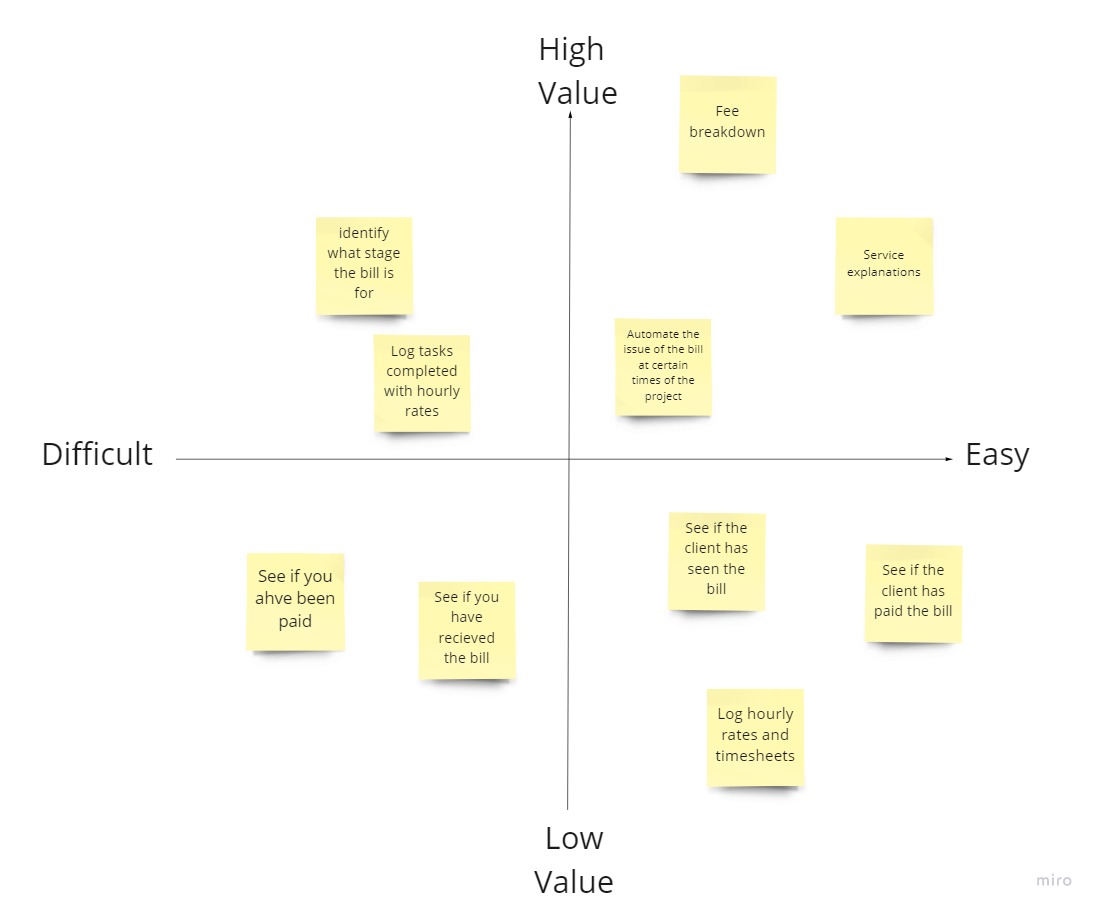 High
Value
Fee
breakdown
identify
what stage
the bill is
for
Service
explanations
Log tasks
completed
with hourly
rates
Automate the
issue of the bill
at certain
times of the
project
Difficult
Easy
See if you
ahve been
paid
See if you
have
recieved
the bill
See if the
client has
seen the
bill
See if the
client has
paid the bill
Log hourly
rates and
timesheets
Low
Value
miro